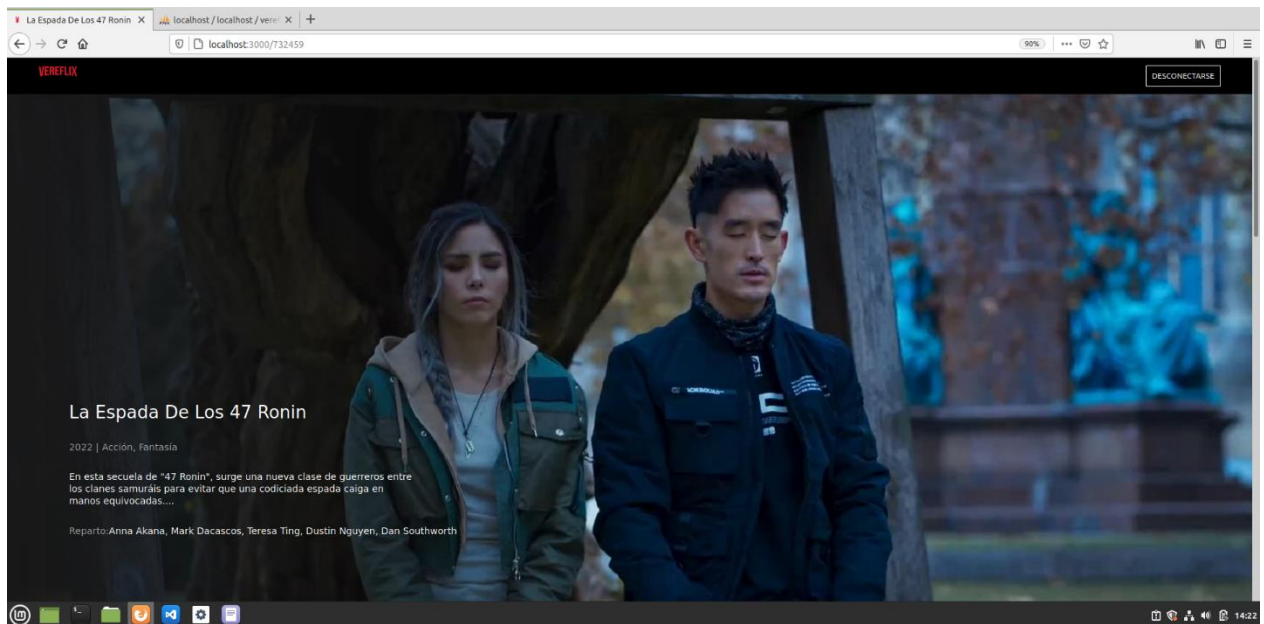 La Espada De Los 47 Ronin
localhost / localhost / veref
localhost:3000/732459
90%
VEREFLIX
DESCONECTARSE
La Espada De Los 47 Ronin
2022 | Acción, Fantasía
En esta secuela de "47 Ronin", surge una nueva clase de guerreros entre
los clanes samuráis para evitar que una codiciada espada caiga en
manos equivocadas....
Reparto:Anna Akana, Mark Dacascos, Teresa Ting, Dustin Nguyen, Dan Southworth
14:22